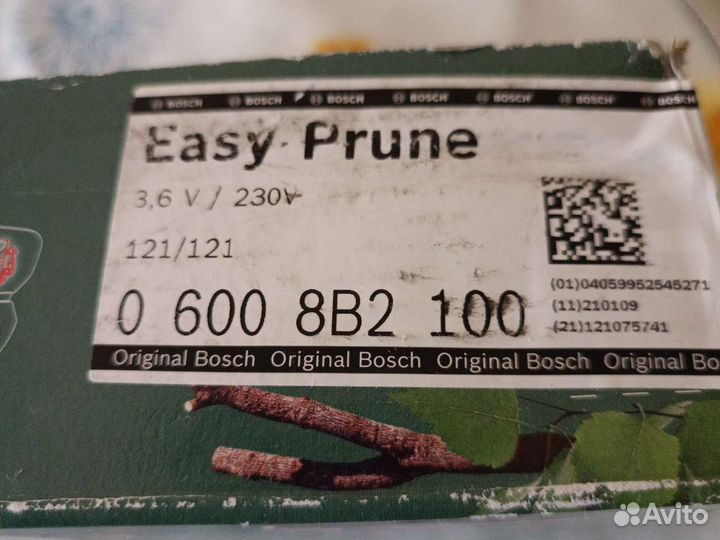 BOSCH BOSCH BOSCH BOSCH BOSCH BOSCH BOSCH
Easy Prune
3,6 V / 230V
121/121
(01)04059952545271
0 600 8B2 100
(11)210109
(21)121075741
Original Bosch Original Bosch Original Bosch Original Bo
Avito